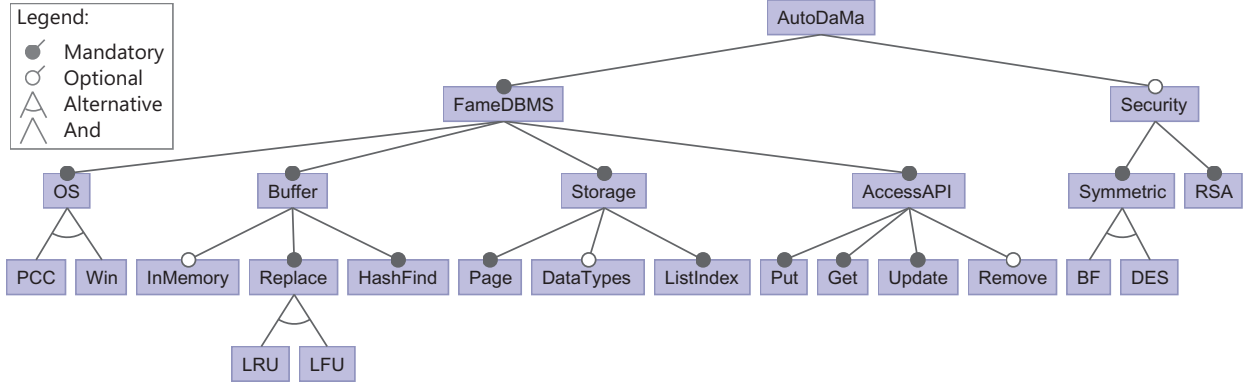 Legend:
Mandatory
Optional
Alternative
And
AutoDaMa
FameDBMS
Security
OS
Buffer
Storage
AccessAPI
Symmetric
RSA
PCC
Win
InMemory
Replace
HashFind
Page
DataTypes
ListIndex
Put
Get
Update
Remove
BF
DES
LRU
LFU